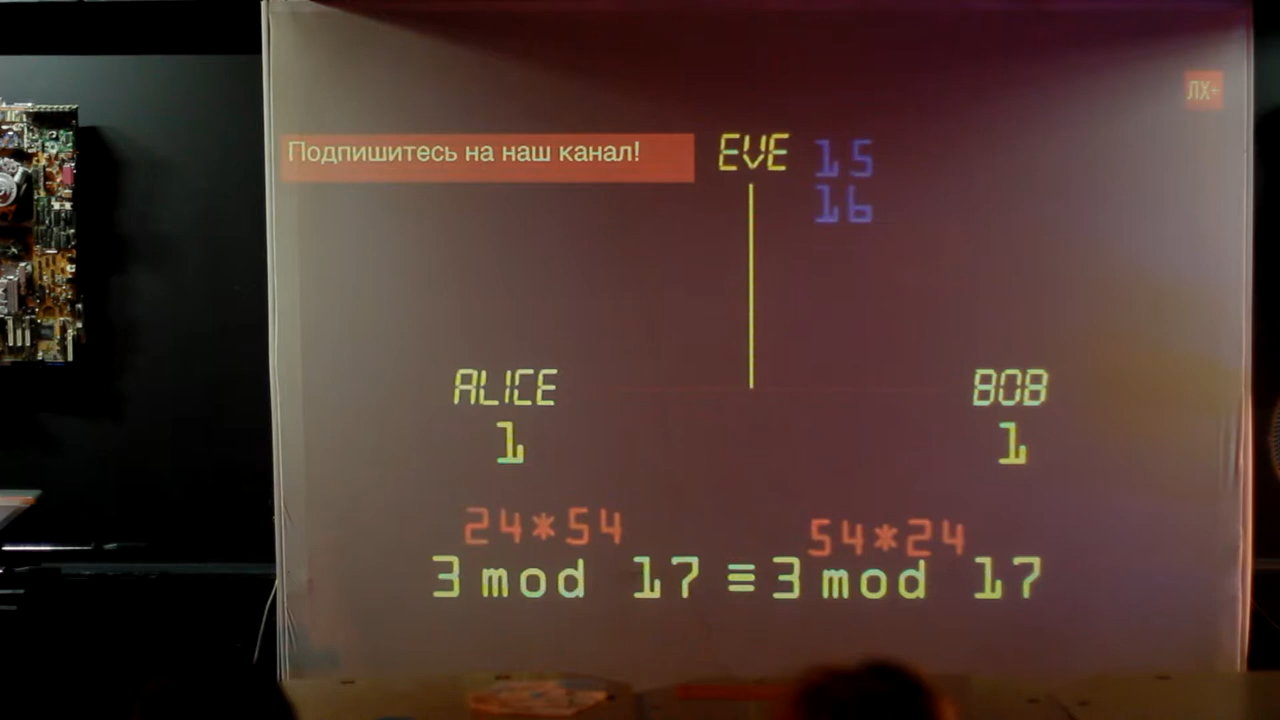 ЛХ+
Подпишитесь на наш канал!
EVE 15
16
ALICE
1
BOB
1
24*54 54*24
3 mod 17 ≡ 3 mod 17